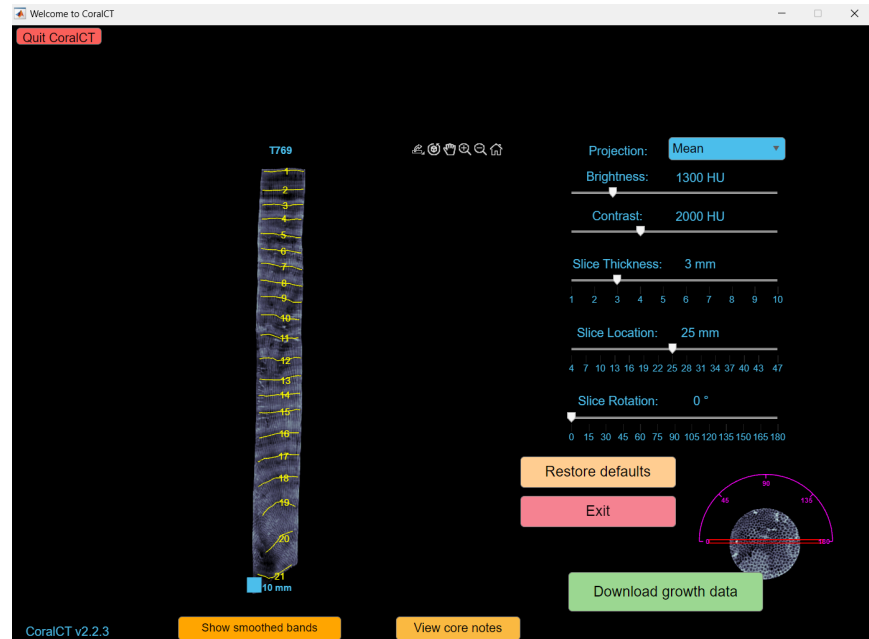 Welcome to CoralCT
Quit CoralCT
T769
Projection: Mean
Brightness: 1300 HU
Contrast: 2000 HU
Slice Thickness: 3 mm
1 2 3 4 5 6 7 8 9 10
Slice Location: 25 mm
4 7 10 13 16 19 22 25 28 31 34 37 40 43 47
Slice Rotation: 0 °
0 15 30 45 60 75 90 105 120 135 150 165 180
1
2
3
4
5
6
7
8
9
10
11
12
13
14
15
16
17
18
19
20
21
10 mm
Restore defaults
Exit
90
45
135
0
180
Download growth data
Show smoothed bands
View core notes
CoralCT v2.2.3